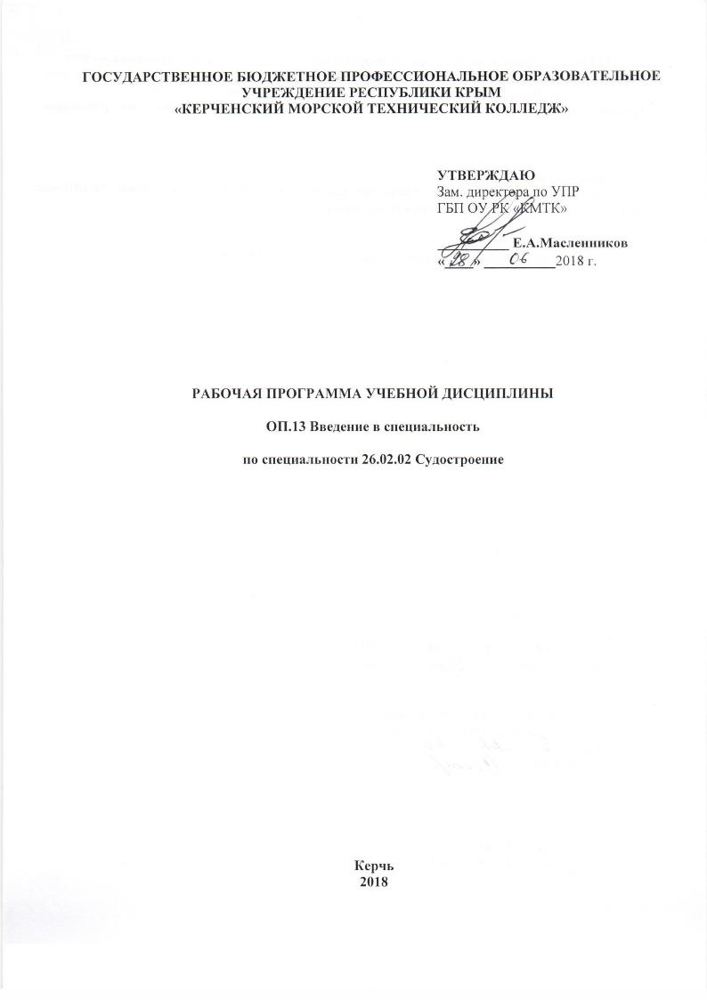 ГОСУДАРСТВЕННОЕ БЮДЖЕТНОЕ ПРОФЕССИОНАЛЬНОЕ ОБРАЗОВАТЕЛЬНОЕ
УЧРЕЖДЕНИЕ РЕСПУБЛИКИ КРЫМ
«КЕРЧЕНСКИЙ МОРСКОЙ ТЕХНИЧЕСКИЙ КОЛЛЕДЖ»
УТВЕРЖДАЮ
Зам. директора по УПР
ГБП ОУ РК «КМТК»
____________ Е.А.Масленников
«28» 06 2018 г.
РАБОЧАЯ ПРОГРАММА УЧЕБНОЙ ДИСЦИПЛИНЫ
ОП.13 Введение в специальность
по специальности 26.02.02 Судостроение
Керчь
2018